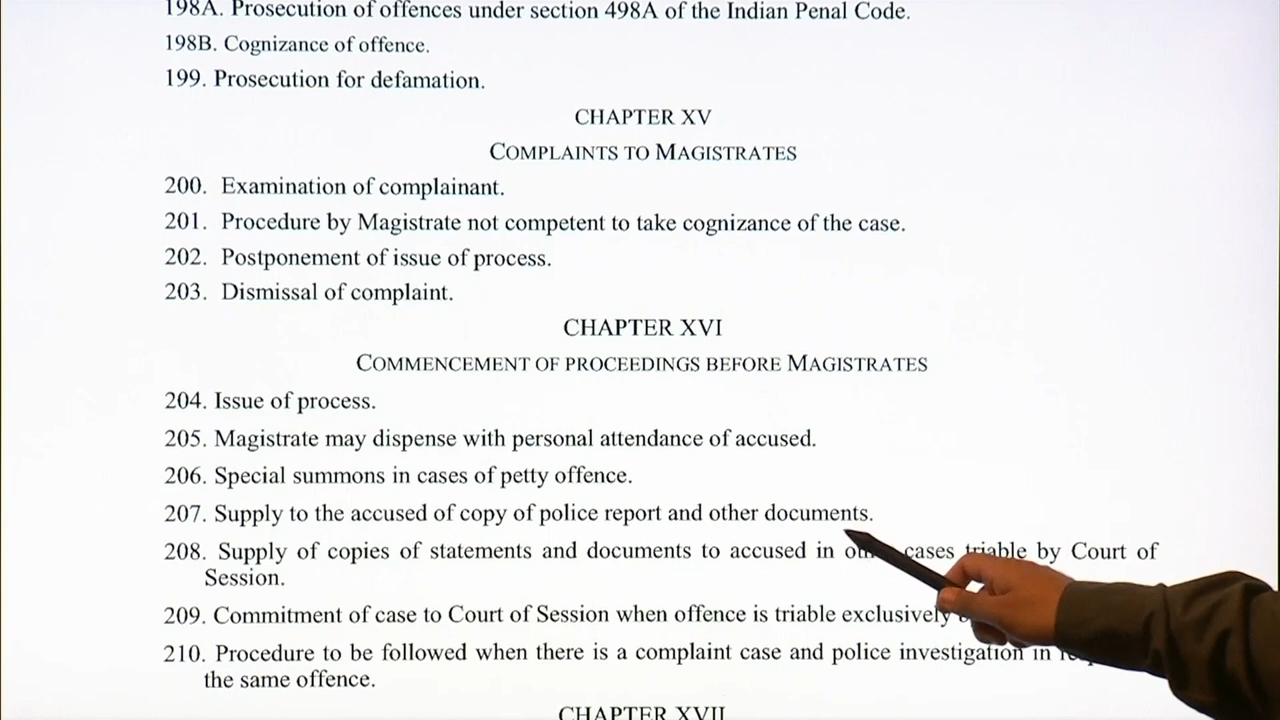 198A. Prosecution of offences under section 498A of the Indian Penal Code.
198B. Cognizance of offence.
199. Prosecution for defamation.
CHAPTER XV
COMPLAINTS TO MAGISTRATES
200. Examination of complainant.
201. Procedure by Magistrate not competent to take cognizance of the case.
202. Postponement of issue of process.
203. Dismissal of complaint.
CHAPTER XVI
COMMENCEMENT OF PROCEEDINGS BEFORE MAGISTRATES
204. Issue of process.
205. Magistrate may dispense with personal attendance of accused.
206. Special summons in cases of petty offence.
207. Supply to the accused of copy of police report and other documents.
208. Supply of copies of statements and documents to accused in cases triable by Court of
Session.
209. Commitment of case to Court of Session when offence is triable exclusively
210. Procedure to be followed when there is a complaint case and police investigation in
the same offence.
CHAPTER XVII